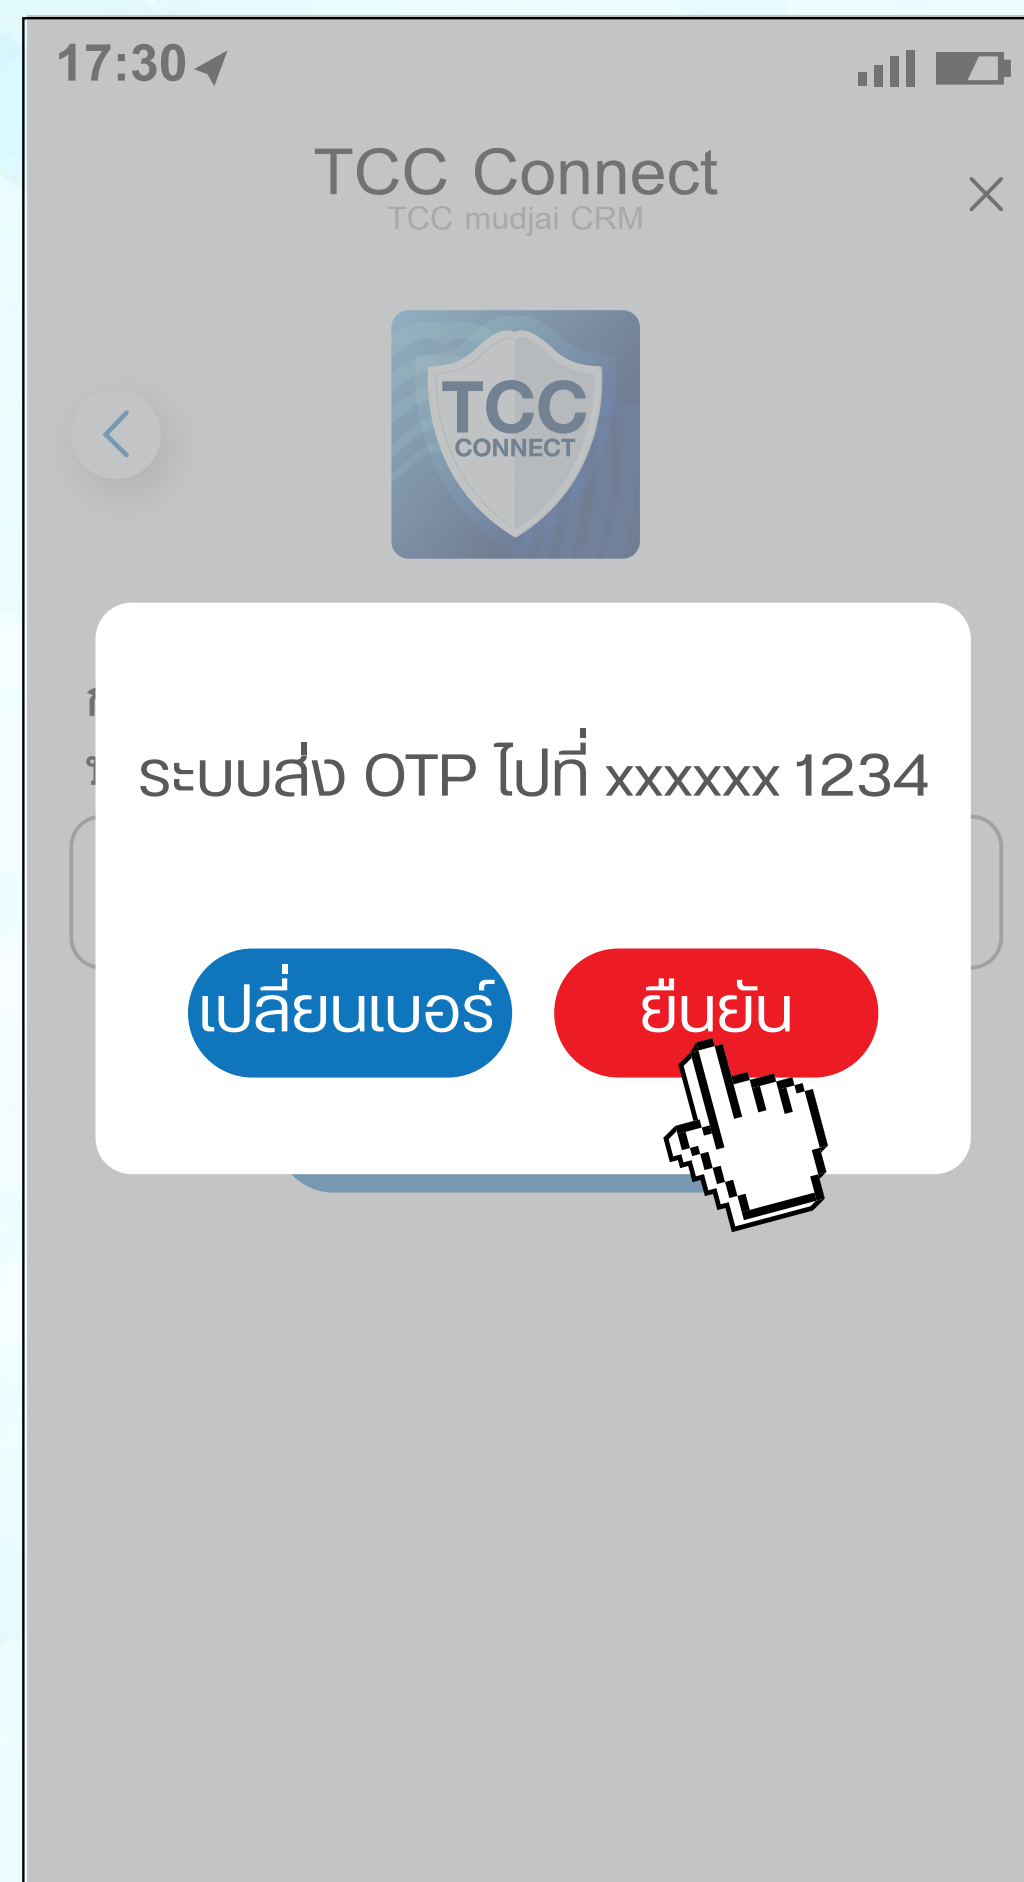 17:30
TCC Connect
TCC mudjai CRM
TCC
CONNECT
ระบบส่ง OTP ไปที่ xxxxxx 1234
เปลี่ยนเบอร์
ยืนยัน